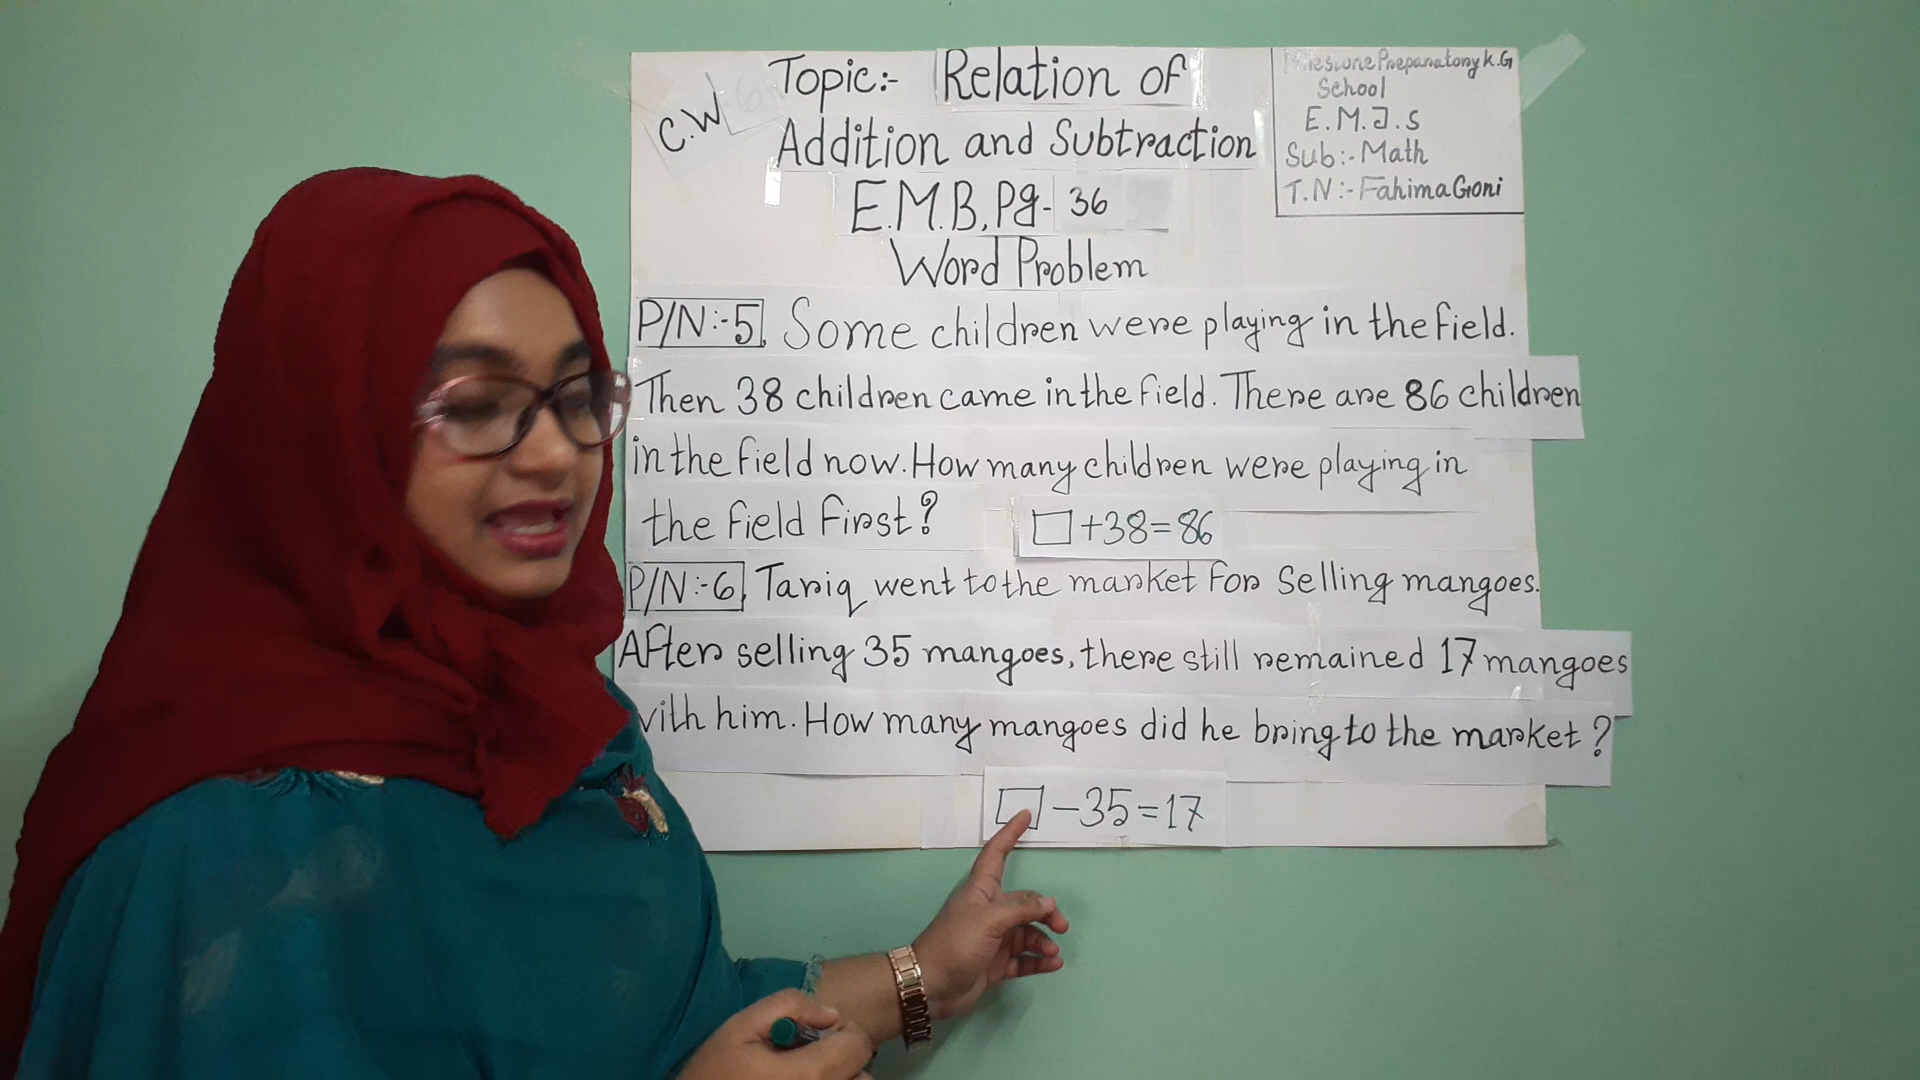 C.W
Topic:- Relation of
Addition and Subtraction
E.M.B, Pg- 36
Word Problem
Preparatory K.G
School
E.M.J.S
Sub:- Math
T.N:- Fahima Goni
P/N:-5, Some children were playing in the field.
Then 38 children came in the field. There are 86 children
in the field now. How many children were playing in
the field first?
□+38=86
P/N:-6, Tariq went to the market for selling mangoes.
After selling 35 mangoes, there still remained 17 mangoes
with him. How many mangoes did he bring to the market?
□-35=17